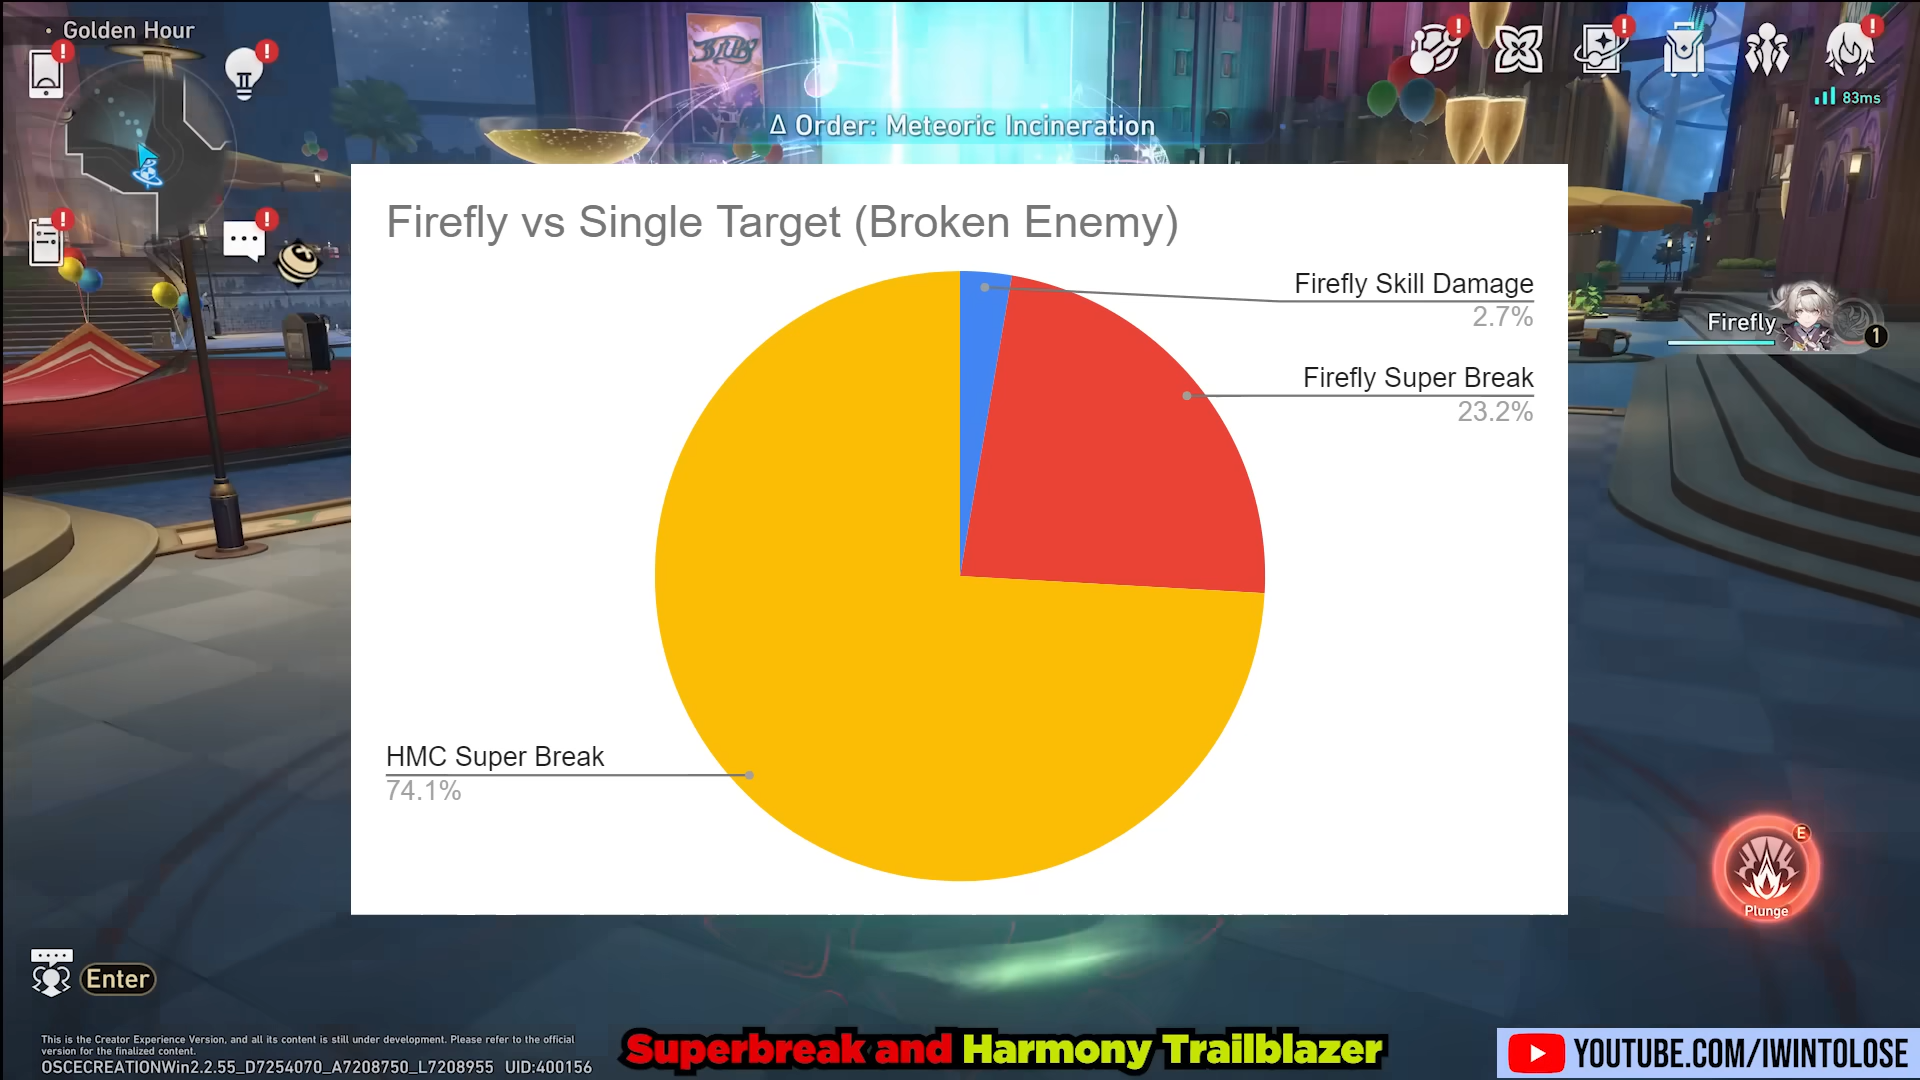 · Golden Hour
83ms
Δ Order: Meteoric Incineration
Firefly vs Single Target (Broken Enemy)
Firefly Skill Damage
2.7%
Firefly
1
Firefly Super Break
23.2%
HMC Super Break
74.1%
E
Plunge
Enter
This is the Creator Experience Version, and all its content is still under development. Please refer to the official
version for the finalized content.
OSCECREATIONWin2.2.55_D7254070_A7208750_L7208955 UID:400156
Superbreak and Harmony Trailblazer
YOUTUBE.COM/IWINTOLOSE